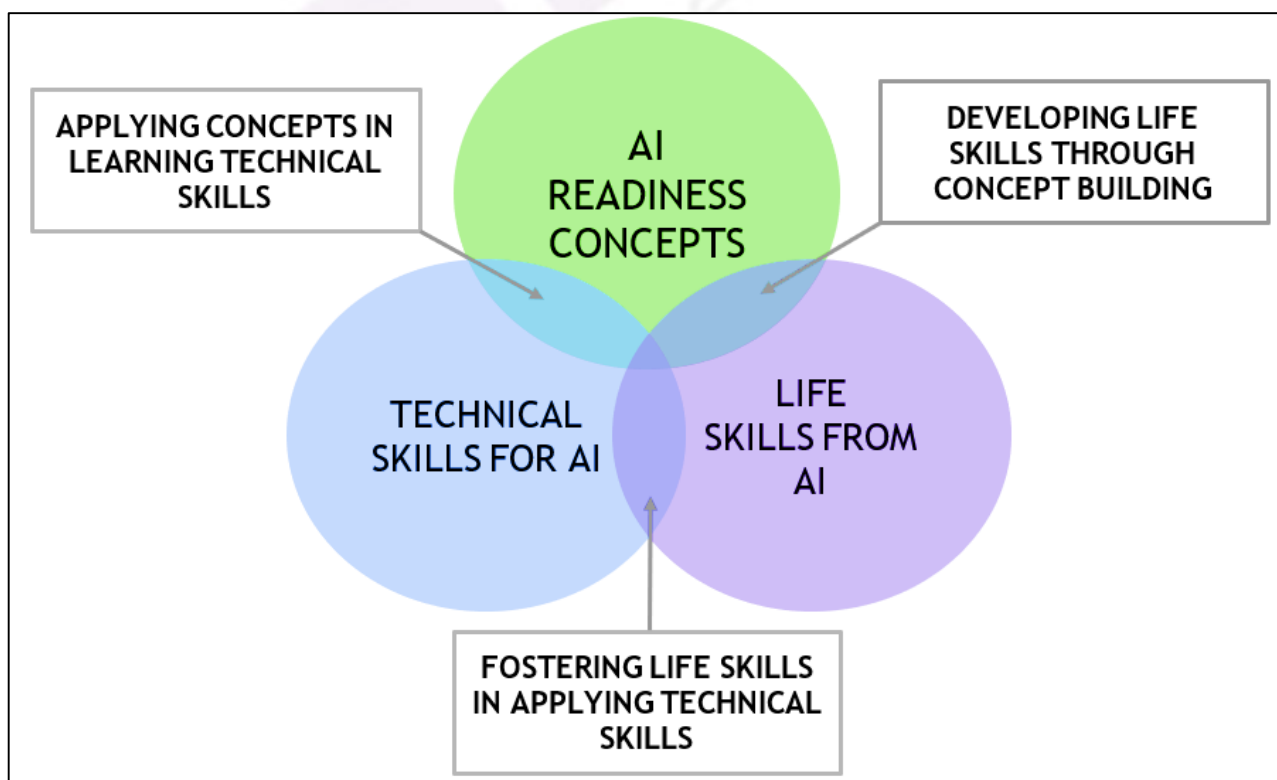 APPLYING CONCEPTS IN
LEARNING TECHNICAL
SKILLS
AI
READINESS
CONCEPTS
DEVELOPING LIFE
SKILLS THROUGH
CONCEPT BUILDING
TECHNICAL
SKILLS FOR AI
LIFE
SKILLS FROM
AI
FOSTERING LIFE SKILLS
IN APPLYING TECHNICAL
SKILLS